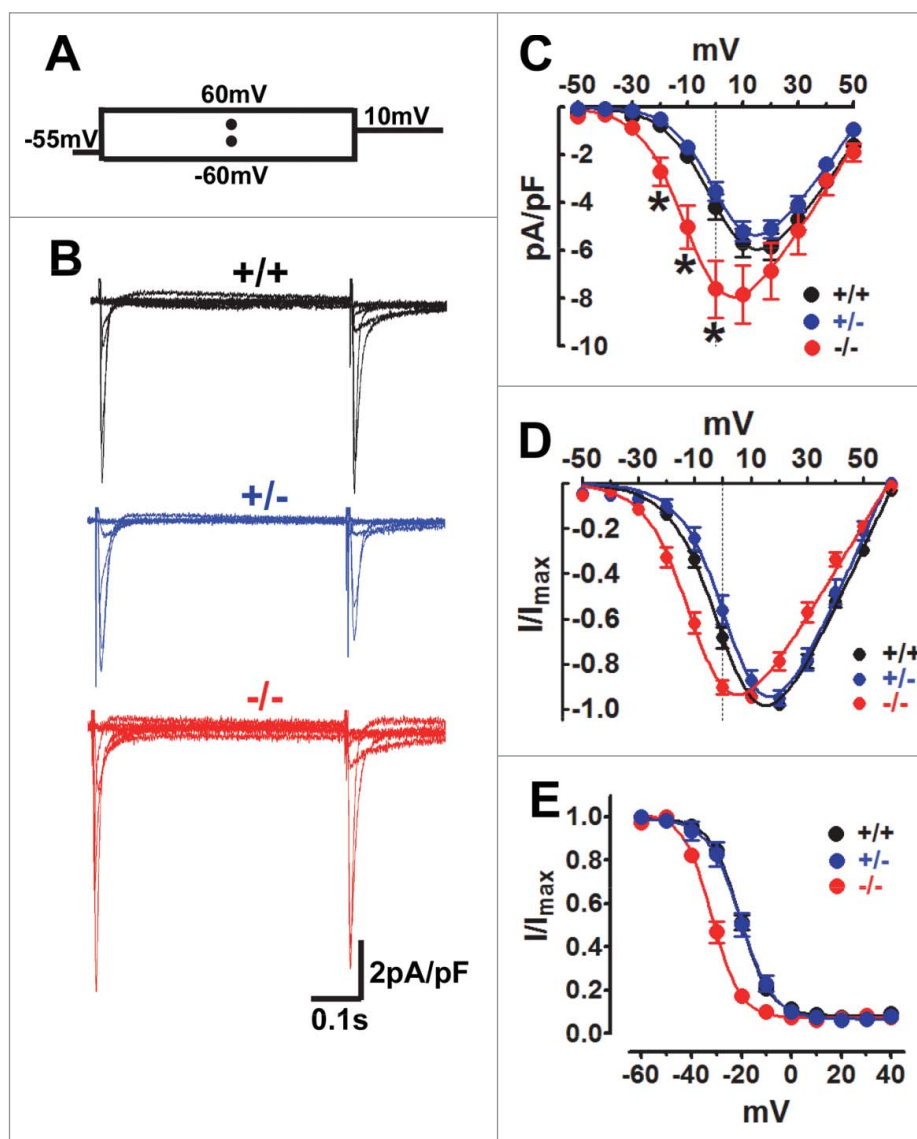 A
60mV
-55mV
10mV
-60mV
B
+/+
+/-
-/-
2pA/pF
0.1s
C
mV
-50 -30 -10 10 30 50
-2
-4
-6
-8
-10
pA/pF
*
*
*
+/+
+/-
-/-
D
mV
-50 -30 -10 10 30 50
-0.2
-0.4
-0.6
-0.8
-1.0
I/Imax
+/+
+/-
-/-
E
1.0
0.8
0.6
0.4
0.2
0.0
I/Imax
+/+
+/-
-/-
-60 -40 -20 0 20 40
mV